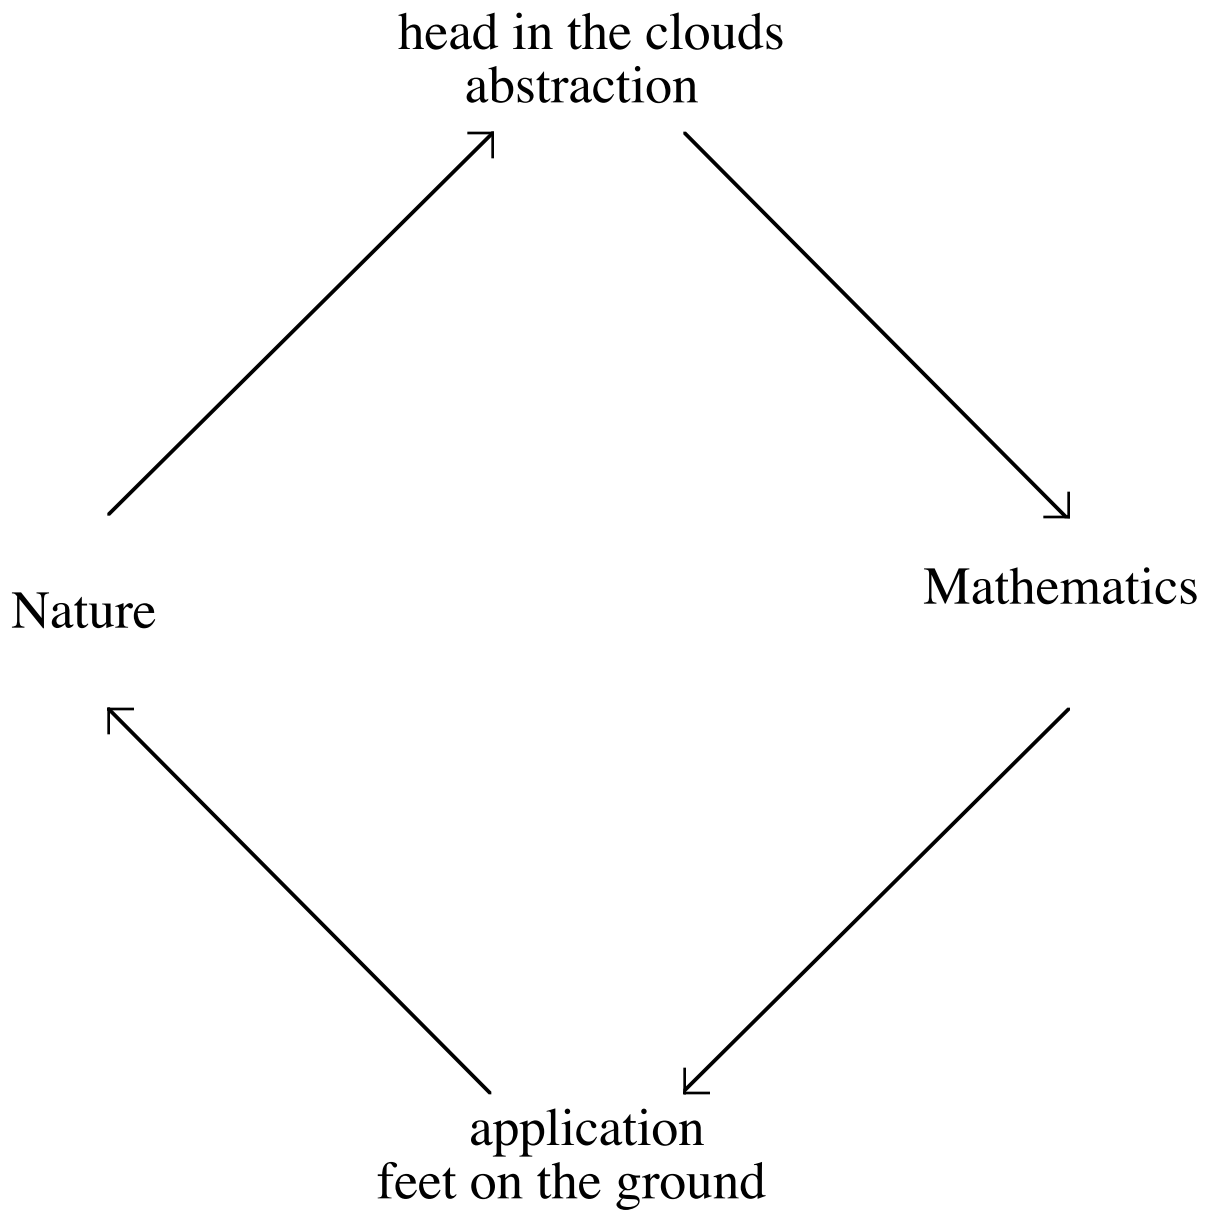 head in the clouds
abstraction
Nature
Mathematics
application
feet on the ground